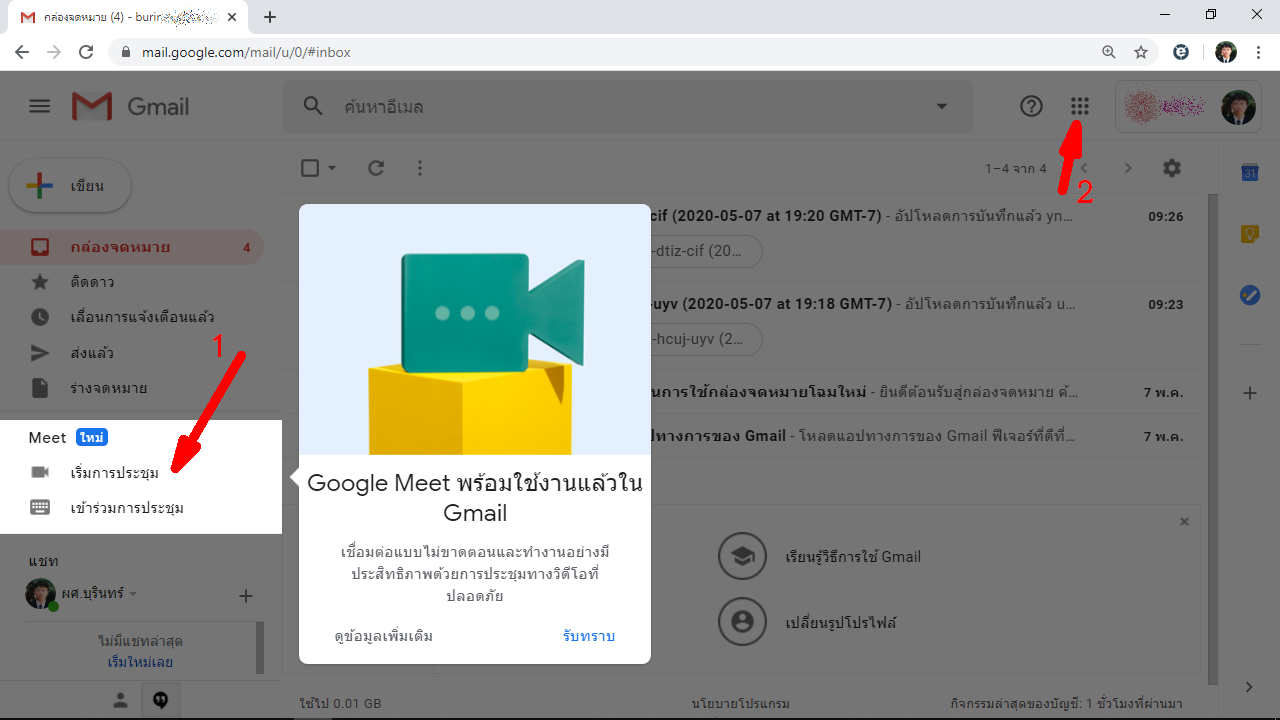 กล่องจดหมาย (4) - burin
mail.google.com/mail/u/0/#inbox
Gmail
ค้นหาอีเมล
เขียน
1–4 จาก 4
2
31
กล่องจดหมาย 4
ติดดาว
เลื่อนการแจ้งเตือนแล้ว
ส่งแล้ว
ร่างจดหมาย
1
Meet ใหม่
เริ่มการประชุม
เข้าร่วมการประชุม
แชท
ผศ.บุรินทร์
ไม่มีแชทล่าสุด
เริ่มใหม่เลย
cif (2020-05-07 at 19:20 GMT-7) - อัปโหลดการบันทึกแล้ว yn… 09:26
-dtiz-cif (20…
-uyv (2020-05-07 at 19:18 GMT-7) - อัปโหลดการบันทึกแล้ว u… 09:23
-hcuj-uyv (2…
นการใช้กล่องจดหมายโฉมใหม่ - ยินดีต้อนรับสู่กล่องจดหมาย ค้… 7 พ.ค.
ปทางการของ Gmail - โหลดแอปทางการของ Gmail ฟีเจอร์ที่ดีที่… 7 พ.ค.
Google Meet พร้อมใช้งานแล้วใน
Gmail
เชื่อมต่อแบบไม่ขาดตอนและทำงานอย่างมี
ประสิทธิภาพด้วยการประชุมทางวิดีโอที่
ปลอดภัย
ดูข้อมูลเพิ่มเติม รับทราบ
เรียนรู้วิธีการใช้ Gmail
เปลี่ยนรูปโปรไฟล์
ใช้ไป 0.01 GB
นโยบายโปรแกรม
กิจกรรมล่าสุดของบัญชี: 1 ชั่วโมงที่ผ่านมา